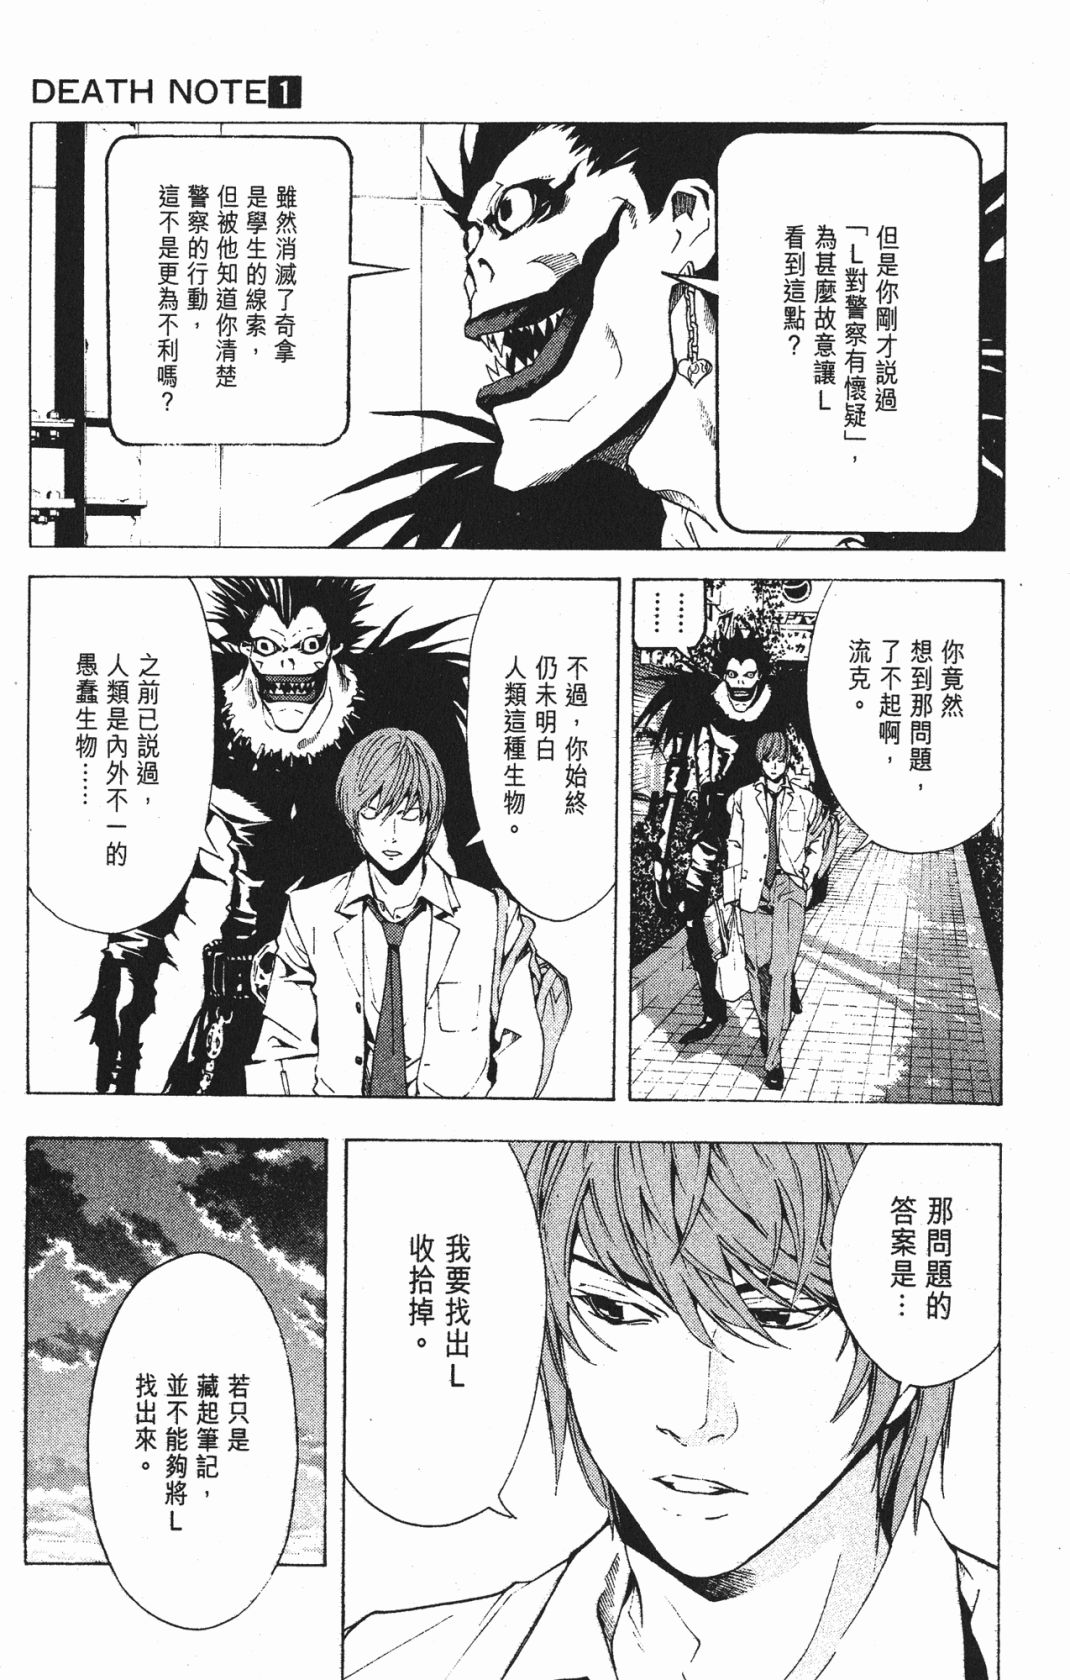 DEATH NOTE 1
但是你剛才説過
「L對警察有懷疑」，
為甚麼故意讓L
看到這點？
雖然消滅了奇拿
是學生的線索，
但被他知道你清楚
警察的行動，
這不是更為不利嗎？
你竟然
想到那問題，
了不起啊，
流克。
………
………
不過，你始終
仍未明白
人類這種生物。
之前已説過，
人類是內外不一的
愚蠢生物……
那問題的
答案是…
我要找出L
收拾掉。
若只是
藏起筆記，
並不能夠將L
找出來。